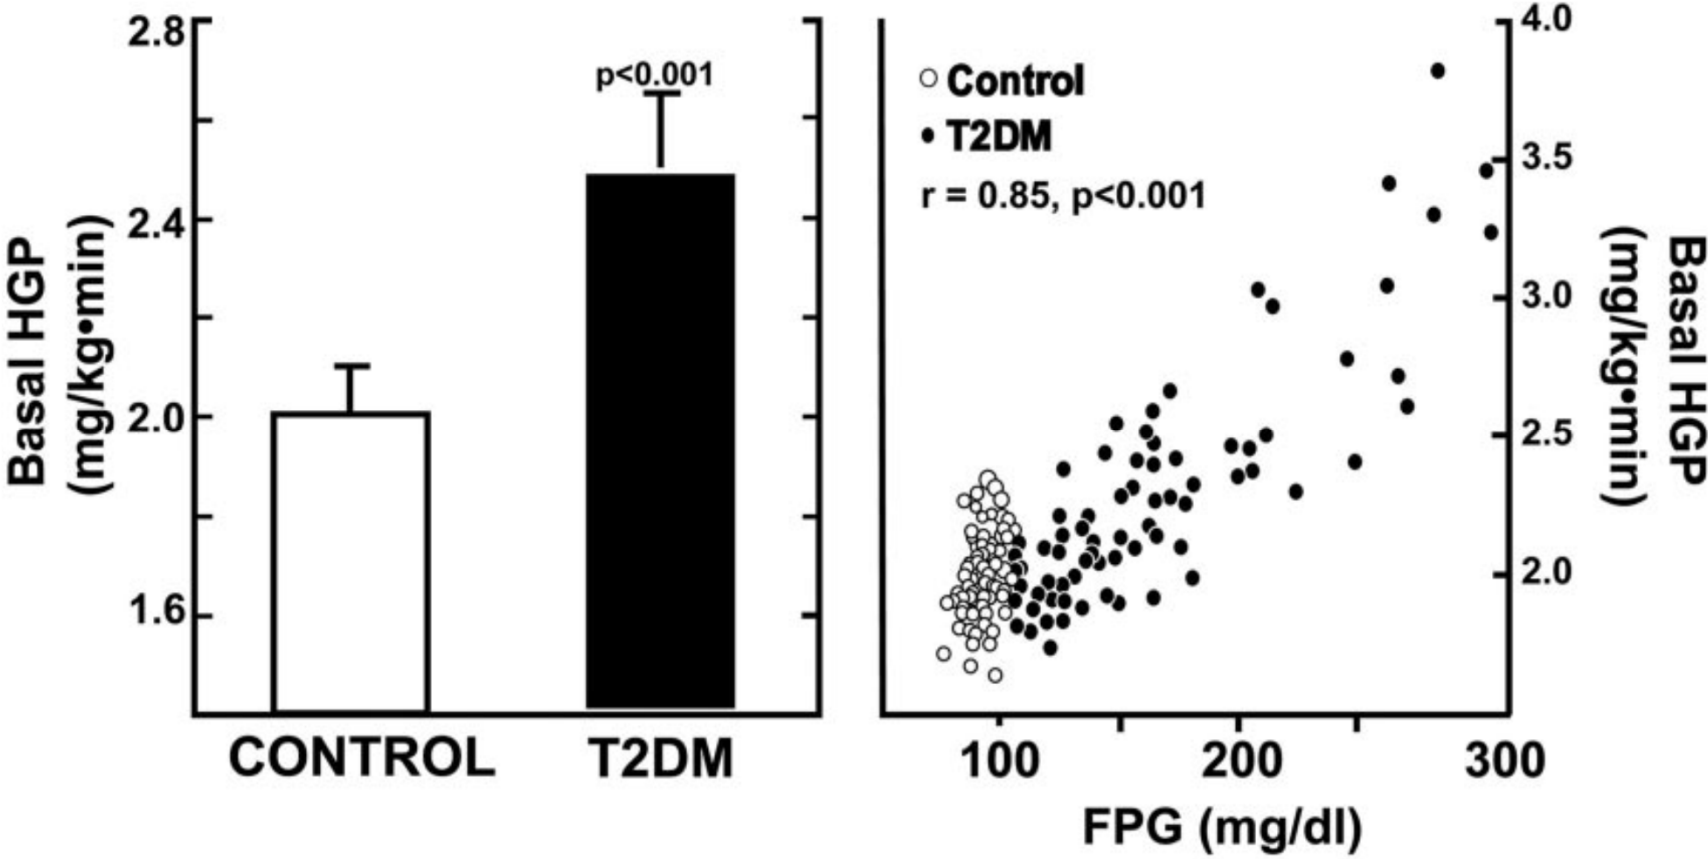 2.8
2.4
2.0
1.6
Basal HGP
(mg/kg•min)
p<0.001
CONTROL
T2DM
Control
T2DM
r = 0.85, p<0.001
4.0
3.5
3.0
2.5
2.0
Basal HGP
(mg/kg•min)
100
200
300
FPG (mg/dl)